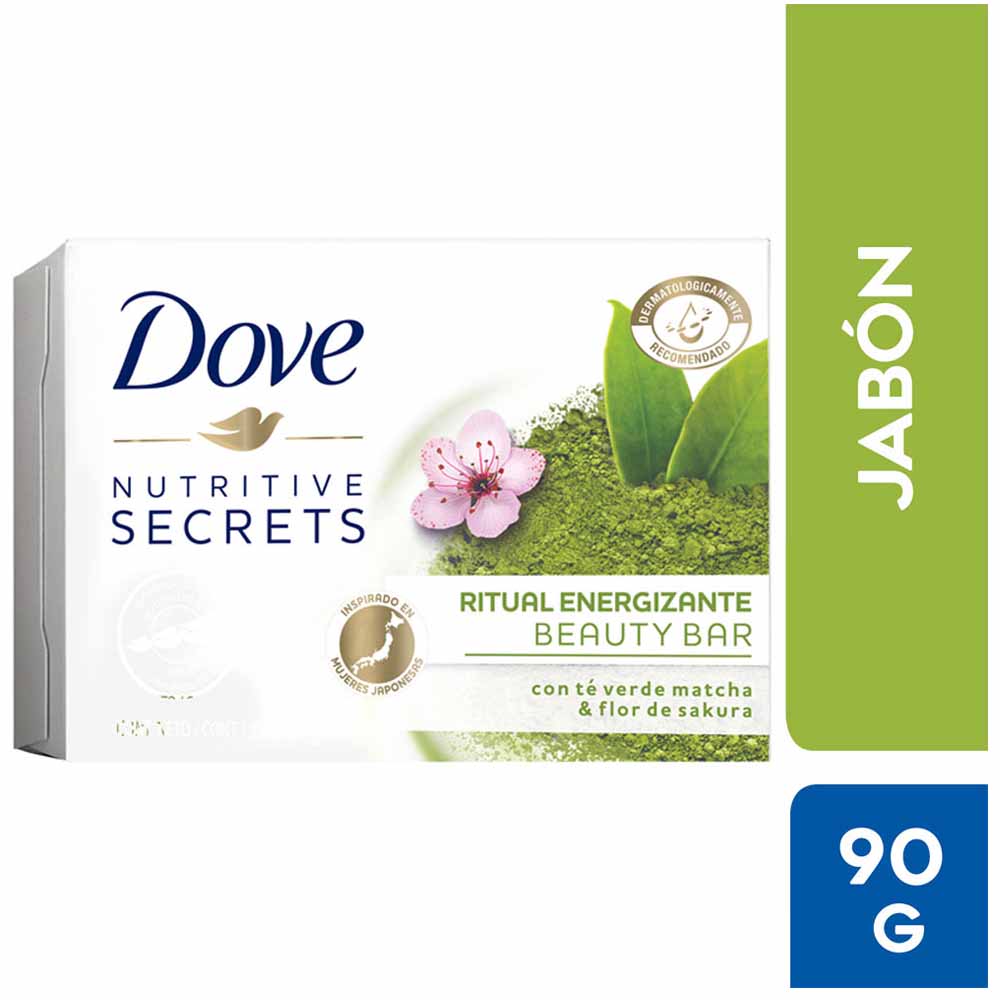 Dove
NUTRITIVE
SECRETS
DERMATOLOGICAMENTE
RECOMENDADO
INSPIRADO EN
MUJERES JAPONESAS
RITUAL ENERGIZANTE
BEAUTY BAR
con té verde matcha
& flor de sakura
JABÓN
90
G